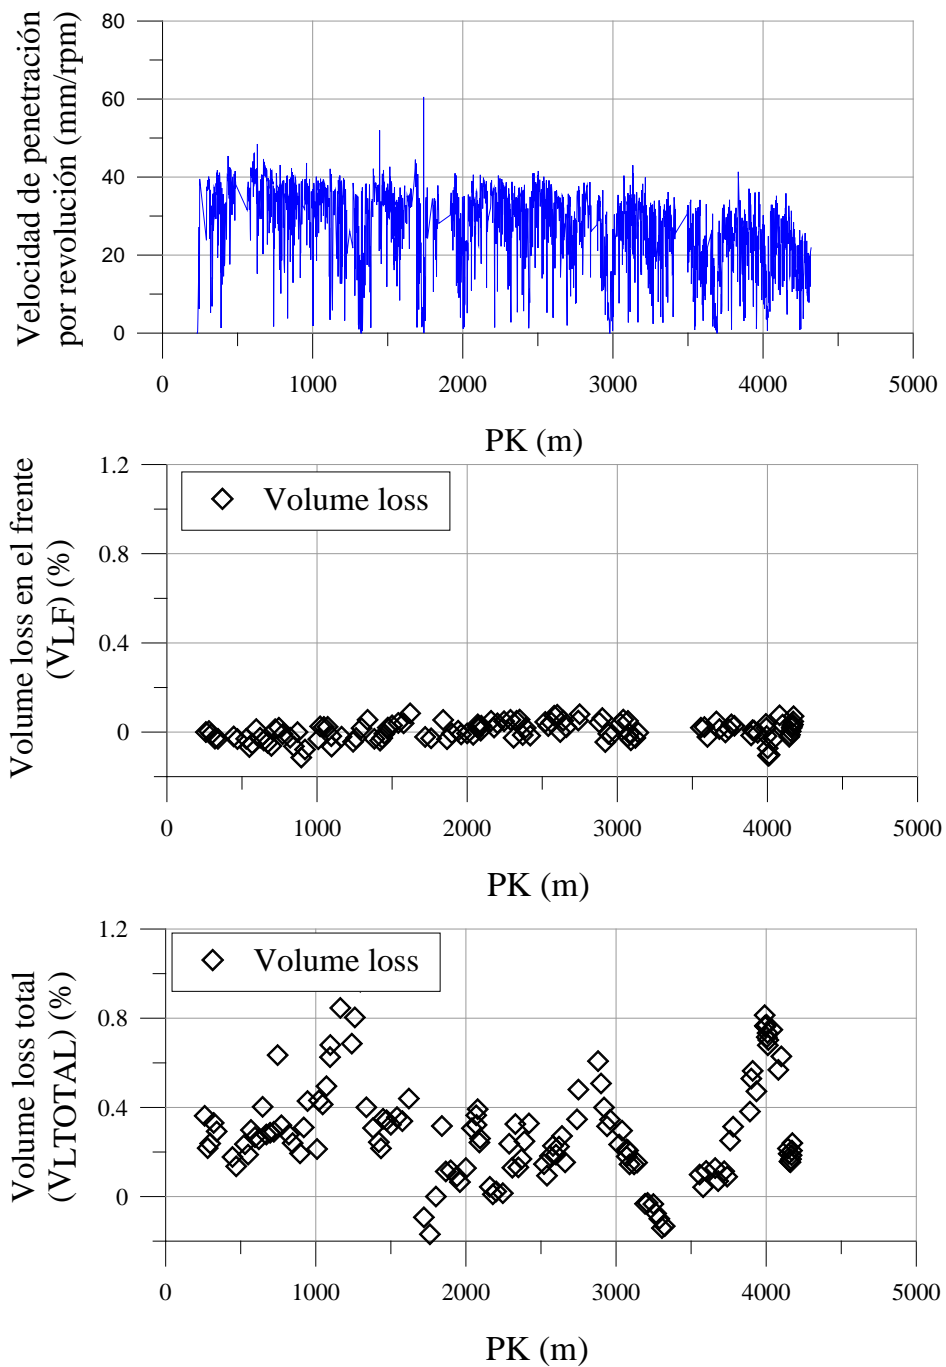 Velocidad de penetración
por revolución (mm/rpm)
80
60
40
20
0
0 1000 2000 3000 4000 5000
PK (m)
Volume loss en el frente
(VLF) (%)
1.2
0.8
0.4
0
Volume loss
0 1000 2000 3000 4000 5000
PK (m)
Volume loss total
(VLTOTAL) (%)
1.2
0.8
0.4
0
Volume loss
0 1000 2000 3000 4000 5000
PK (m)